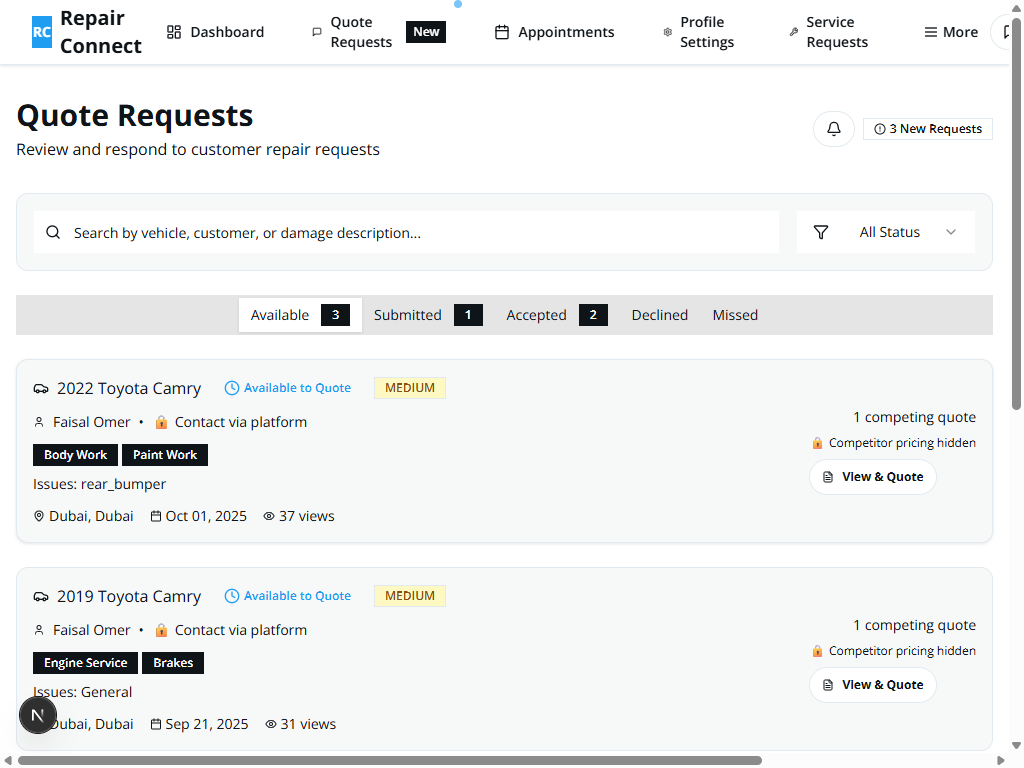 RC
Repair
Connect
Dashboard
Quote
Requests
New
Appointments
Profile
Settings
Service
Requests
More
Quote Requests
Review and respond to customer repair requests
3 New Requests
Search by vehicle, customer, or damage description...
All Status
Available 3
Submitted 1
Accepted 2
Declined
Missed
2022 Toyota Camry
Available to Quote
MEDIUM
Faisal Omer • Contact via platform
Body Work
Paint Work
Issues: rear_bumper
Dubai, Dubai
Oct 01, 2025
37 views
1 competing quote
Competitor pricing hidden
View & Quote
2019 Toyota Camry
Available to Quote
MEDIUM
Faisal Omer • Contact via platform
Engine Service
Brakes
Issues: General
Dubai, Dubai
Sep 21, 2025
31 views
1 competing quote
Competitor pricing hidden
View & Quote
N